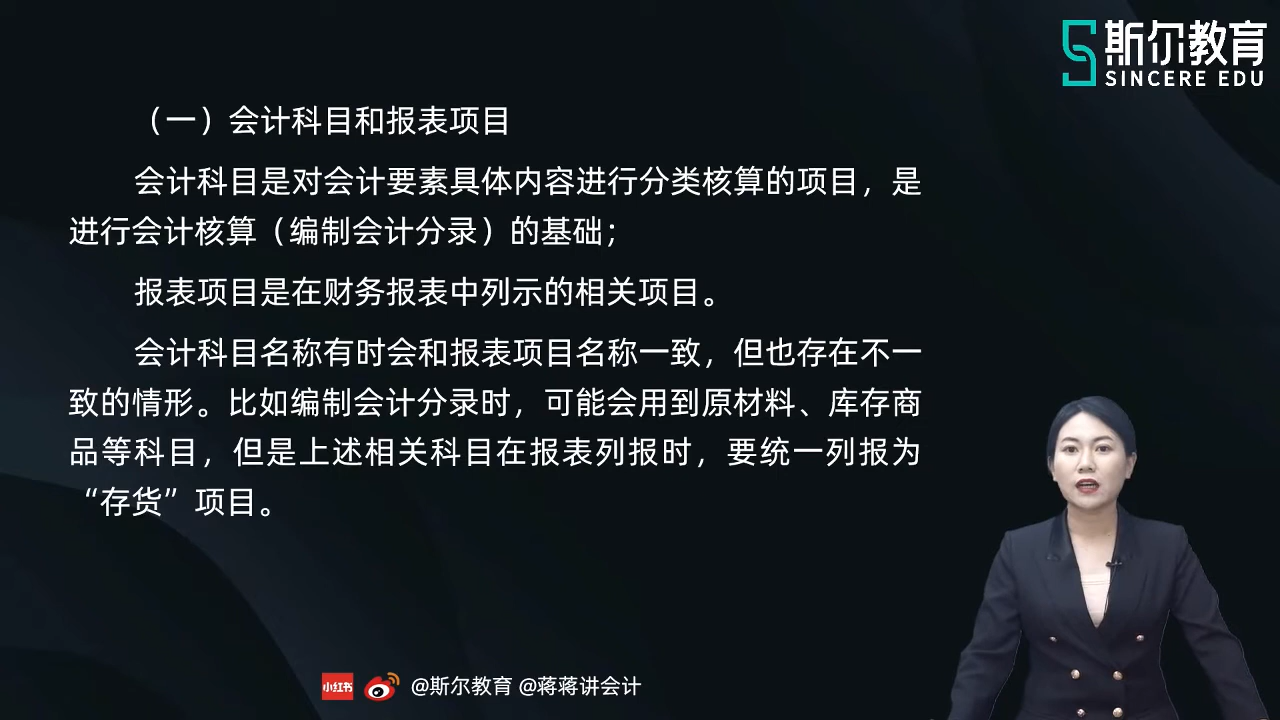 斯尔教育
SINCERE EDU
（一）会计科目和报表项目
会计科目是对会计要素具体内容进行分类核算的项目，是
进行会计核算（编制会计分录）的基础；
报表项目是在财务报表中列示的相关项目。
会计科目名称有时会和报表项目名称一致，但也存在不一
致的情形。比如编制会计分录时，可能会用到原材料、库存商
品等科目，但是上述相关科目在报表列报时，要统一列报为
“存货” 项目。
小红书 @斯尔教育 @蒋蒋讲会计